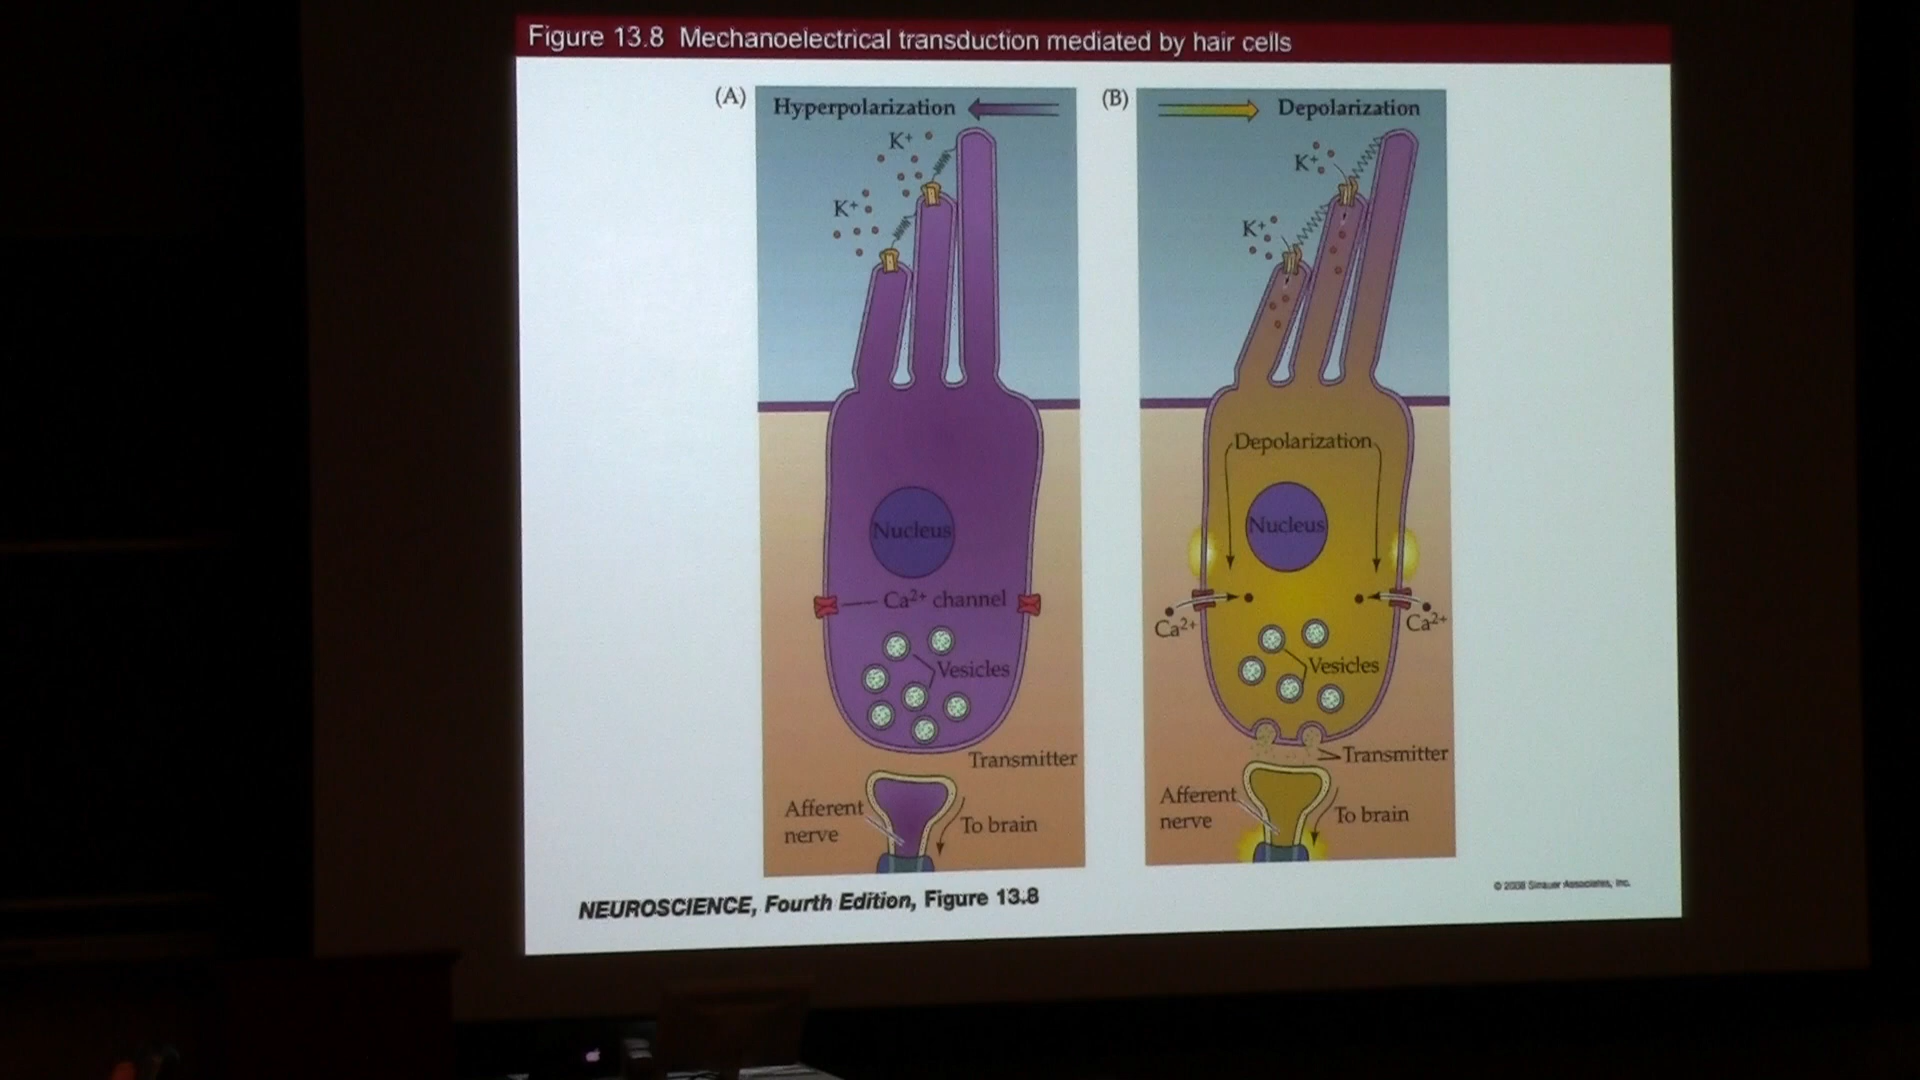 Figure 13.8 Mechanoelectrical transduction mediated by hair cells
(A)
Hyperpolarization
K+
K+
Nucleus
Ca2+ channel
Vesicles
Transmitter
Afferent
nerve
To brain
(B)
Depolarization
K+
K+
Depolarization
Nucleus
Ca2+
Ca2+
Vesicles
Transmitter
Afferent
nerve
To brain
NEUROSCIENCE, Fourth Edition, Figure 13.8
© 2008 Sinauer Associates, Inc.